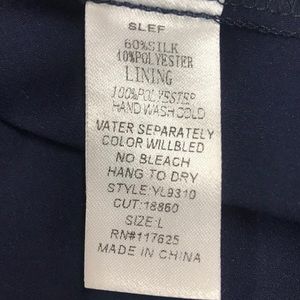 SLEF
60%SILK
10%POLYESTER
LINING
100%POLYESTER
HAND WASH COLD
VATER SEPARATELY
COLOR WILLBLED
NO BLEACH
HANG TO DRY
STYLE:YL9310
CUT:18860
SIZE:L
RN#117625
MADE IN CHINA